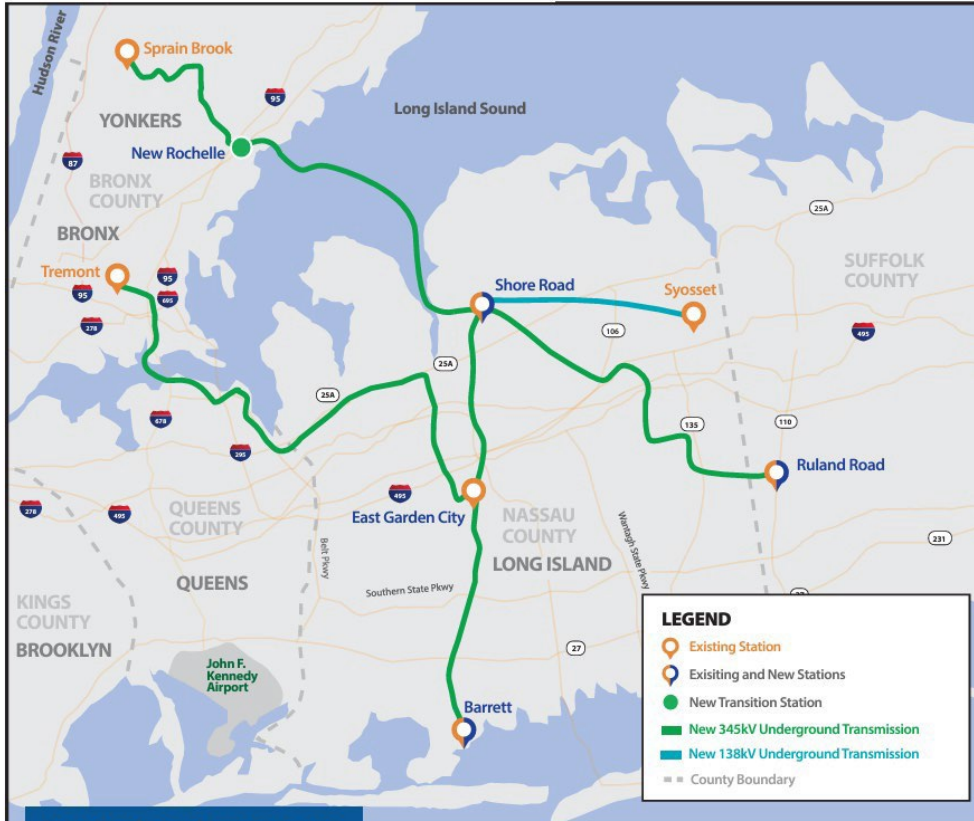 Hudson River
Sprain Brook
95
Long Island Sound
YONKERS
New Rochelle
87
BRONX
COUNTY
BRONX
25A
SUFFOLK
COUNTY
Tremont
95
95
695
278
Shore Road
Syosset
495
106
25A
25A
678
295
135
110
Ruland Road
278
495
QUEENS
COUNTY
495
East Garden City
NASSAU
COUNTY
LONG ISLAND
Belt Pkwy
Wantagh State Pkwy
231
QUEENS
Southern State Pkwy
KINGS
COUNTY
BROOKLYN
27
John F.
Kennedy
Airport
Barrett
LEGEND
Existing Station
Exisiting and New Stations
New Transition Station
New 345kV Underground Transmission
New 138kV Underground Transmission
County Boundary